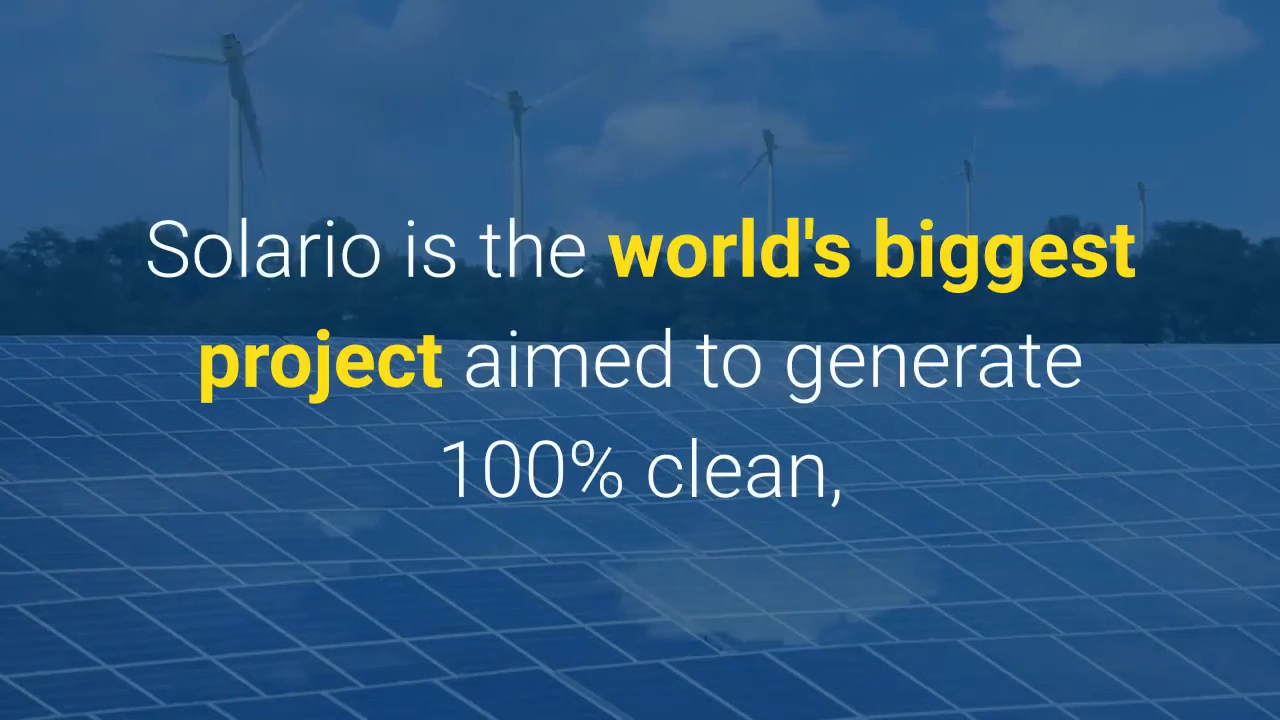 Solario is the world's biggest
project aimed to generate
100% clean,